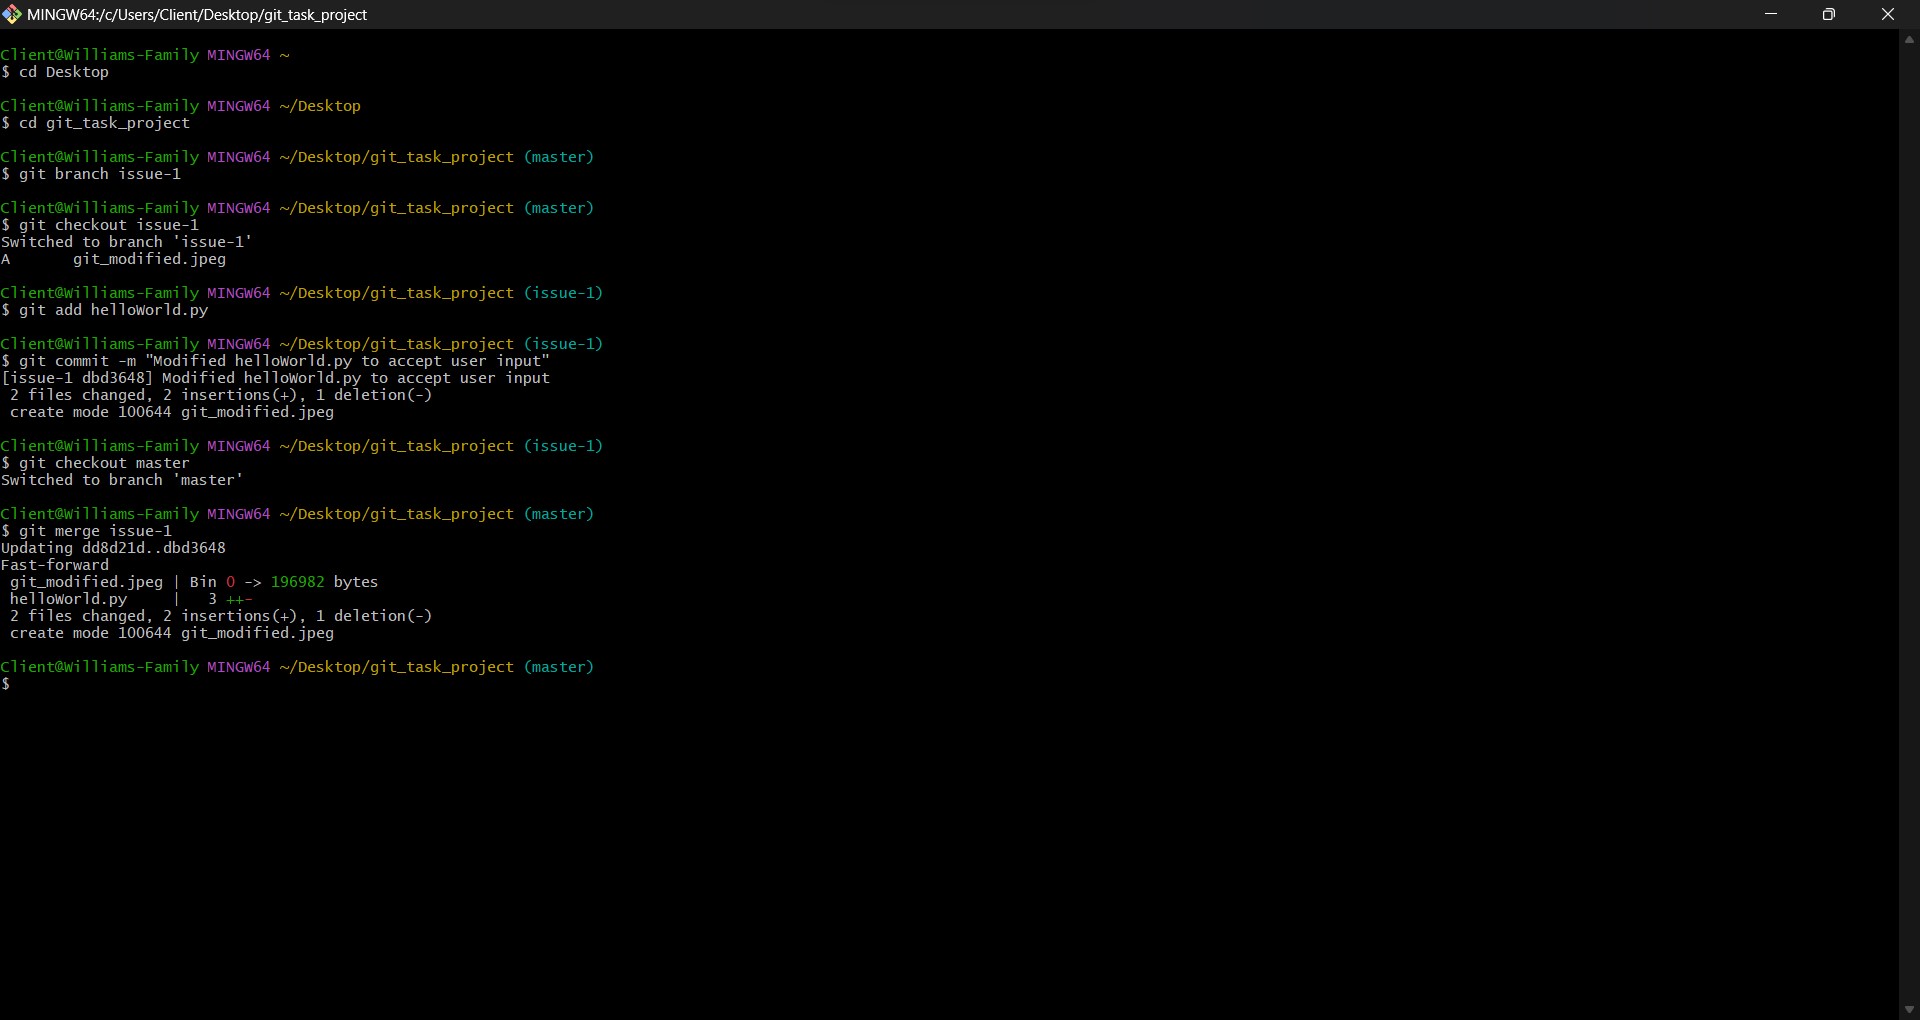 MINGW64:/c/Users/Client/Desktop/git_task_project
Client@Williams-Family MINGW64 ~
$ cd Desktop
Client@Williams-Family MINGW64 ~/Desktop
$ cd git_task_project
Client@Williams-Family MINGW64 ~/Desktop/git_task_project (master)
$ git branch issue-1
Client@Williams-Family MINGW64 ~/Desktop/git_task_project (master)
$ git checkout issue-1
Switched to branch 'issue-1'
A       git_modified.jpeg
Client@Williams-Family MINGW64 ~/Desktop/git_task_project (issue-1)
$ git add helloWorld.py
Client@Williams-Family MINGW64 ~/Desktop/git_task_project (issue-1)
$ git commit -m "Modified helloWorld.py to accept user input"
[issue-1 dbd3648] Modified helloWorld.py to accept user input
 2 files changed, 2 insertions(+), 1 deletion(-)
 create mode 100644 git_modified.jpeg
Client@Williams-Family MINGW64 ~/Desktop/git_task_project (issue-1)
$ git checkout master
Switched to branch 'master'
Client@Williams-Family MINGW64 ~/Desktop/git_task_project (master)
$ git merge issue-1
Updating dd8d21d..dbd3648
Fast-forward
 git_modified.jpeg | Bin 0 -> 196982 bytes
 helloWorld.py     |   3 ++-
 2 files changed, 2 insertions(+), 1 deletion(-)
 create mode 100644 git_modified.jpeg
Client@Williams-Family MINGW64 ~/Desktop/git_task_project (master)
$